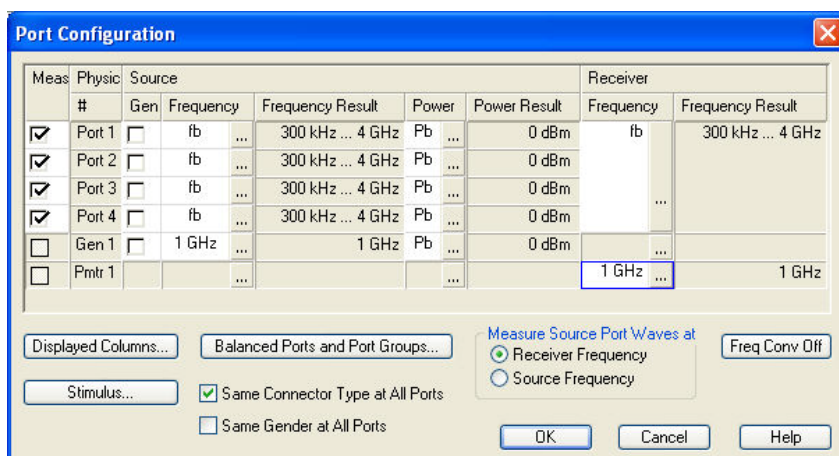 Port Configuration
Meas Physic Source Receiver
# Gen Frequency Frequency Result Power Power Result Frequency Frequency Result
Port 1 fb ... 300 kHz ... 4 GHz Pb ... 0 dBm fb 300 kHz ... 4 GHz
Port 2 fb ... 300 kHz ... 4 GHz Pb ... 0 dBm
Port 3 fb ... 300 kHz ... 4 GHz Pb ... 0 dBm ...
Port 4 fb ... 300 kHz ... 4 GHz Pb ... 0 dBm
Gen 1 1 GHz ... 1 GHz Pb ... 0 dBm ...
Pmtr 1 ... ... 1 GHz ... 1 GHz
Displayed Columns...
Balanced Ports and Port Groups...
Measure Source Port Waves at
Receiver Frequency
Source Frequency
Freq Conv Off
Stimulus...
Same Connector Type at All Ports
Same Gender at All Ports
OK
Cancel
Help